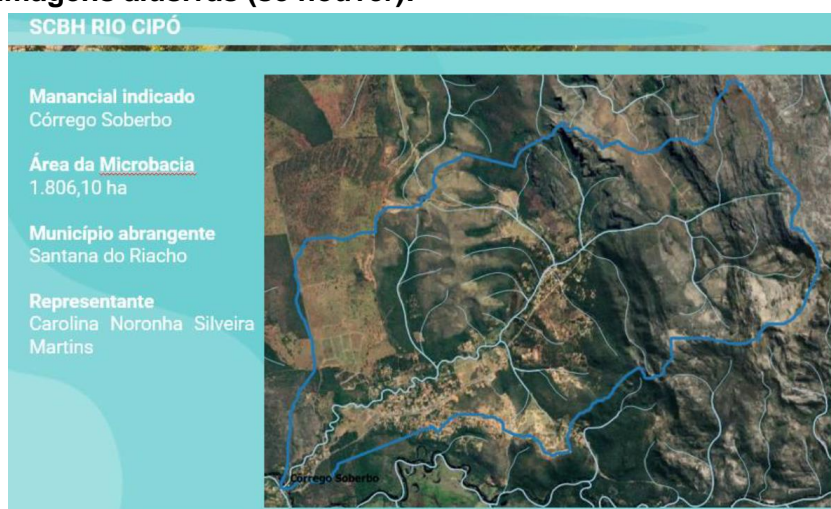 SCBH RIO CIPÓ
Manancial indicado
Córrego Soberbo
Área da Microbacia
1.806,10 ha
Município abrangente
Santana do Riacho
Representante
Carolina Noronha Silveira
Martins
Córrego Soberbo